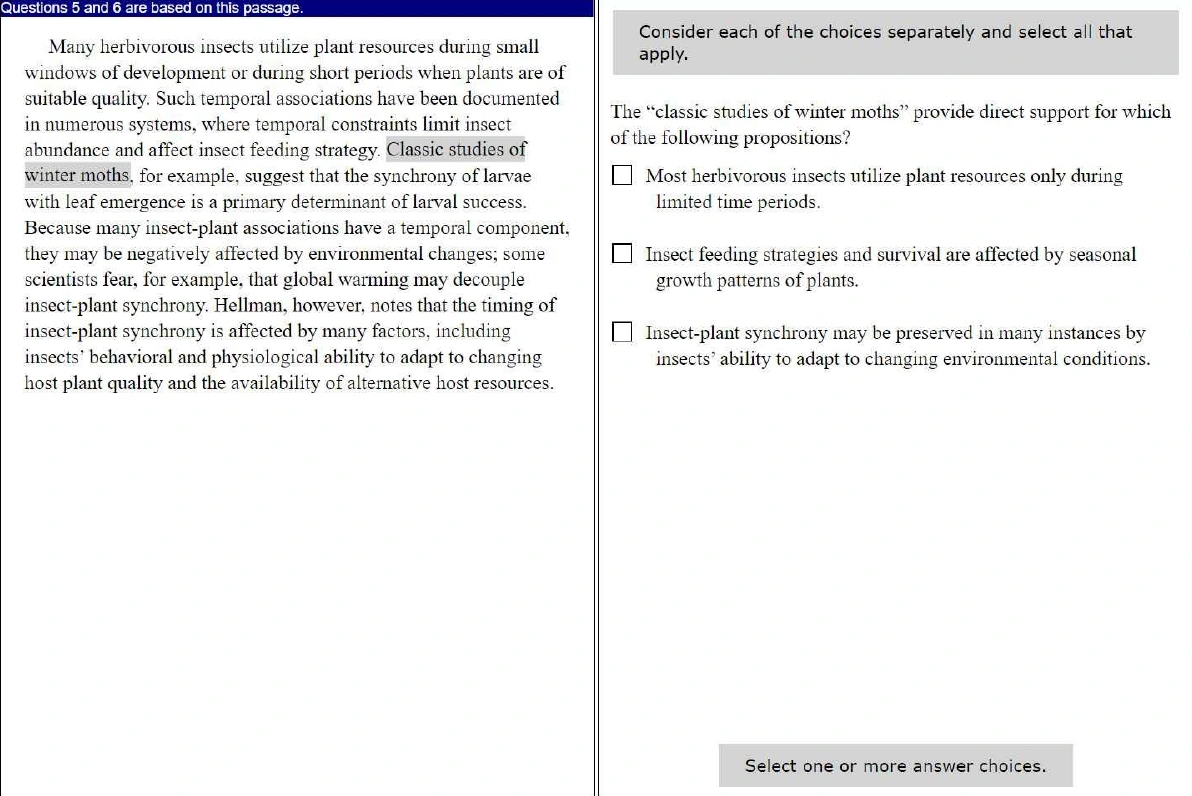 Questions 5 and 6 are based on this passage.
Many herbivorous insects utilize plant resources during small
windows of development or during short periods when plants are of
suitable quality. Such temporal associations have been documented
in numerous systems, where temporal constraints limit insect
abundance and affect insect feeding strategy. Classic studies of
winter moths, for example, suggest that the synchrony of larvae
with leaf emergence is a primary determinant of larval success.
Because many insect-plant associations have a temporal component,
they may be negatively affected by environmental changes; some
scientists fear, for example, that global warming may decouple
insect-plant synchrony. Hellman, however, notes that the timing of
insect-plant synchrony is affected by many factors, including
insects’ behavioral and physiological ability to adapt to changing
host plant quality and the availability of alternative host resources.
Consider each of the choices separately and select all that
apply.
The “classic studies of winter moths” provide direct support for which
of the following propositions?
Most herbivorous insects utilize plant resources only during
limited time periods.
Insect feeding strategies and survival are affected by seasonal
growth patterns of plants.
Insect-plant synchrony may be preserved in many instances by
insects’ ability to adapt to changing environmental conditions.
Select one or more answer choices.